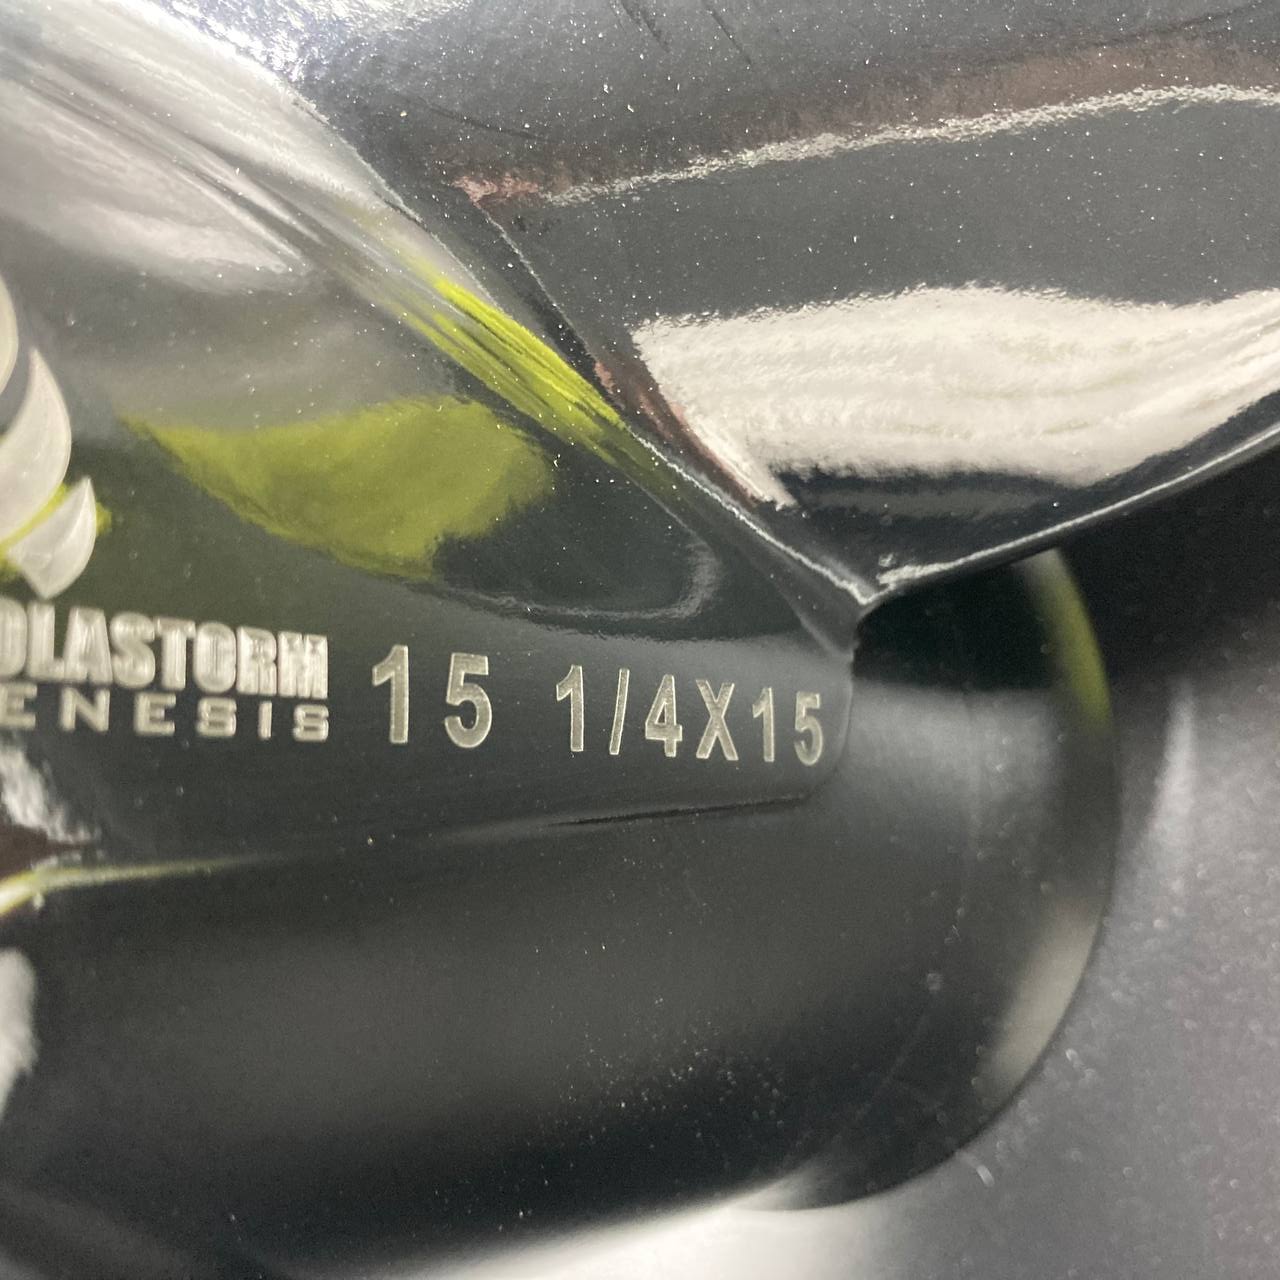 OLASTORM
ENESIS
15 1/4X15